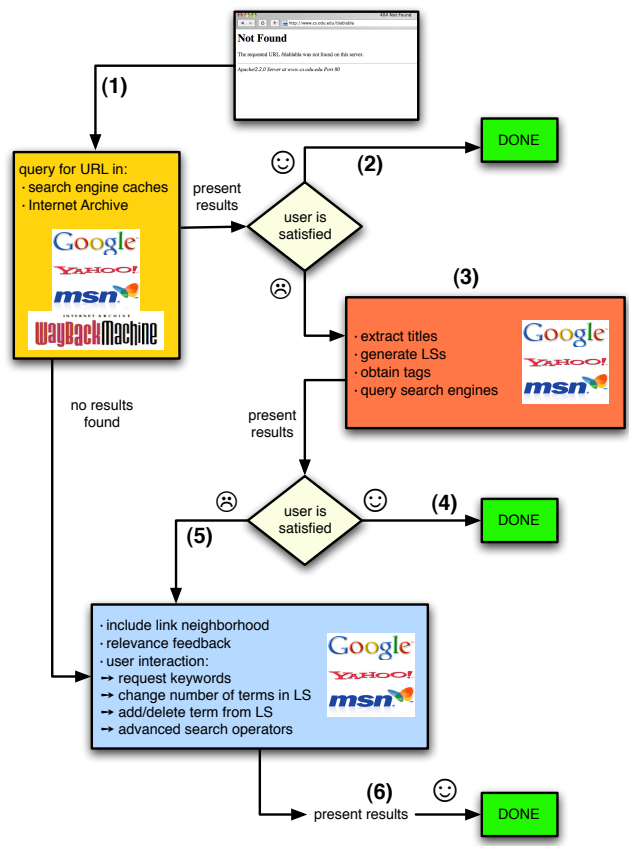 404 Not Found
http://www.cs.edu.edu/blablabla
Not Found
The requested URL /blablabla was not found on this server.
Apache/2.2.0 Server at www.cs.edu.edu Port 80
(1)
query for URL in:
· search engine caches
· Internet Archive
Google
YAHOO!
msn
INTERNET ARCHIVE
WayBackMachine
present
results
user is
satisfied
(2)
DONE
(3)
· extract titles
· generate LSs
· obtain tags
· query search engines
Google
YAHOO!
msn
no results
found
present
results
user is
satisfied
(4)
DONE
(5)
· include link neighborhood
· relevance feedback
· user interaction:
→ request keywords
→ change number of terms in LS
→ add/delete term from LS
→ advanced search operators
Google
YAHOO!
msn
(6)
present results
DONE